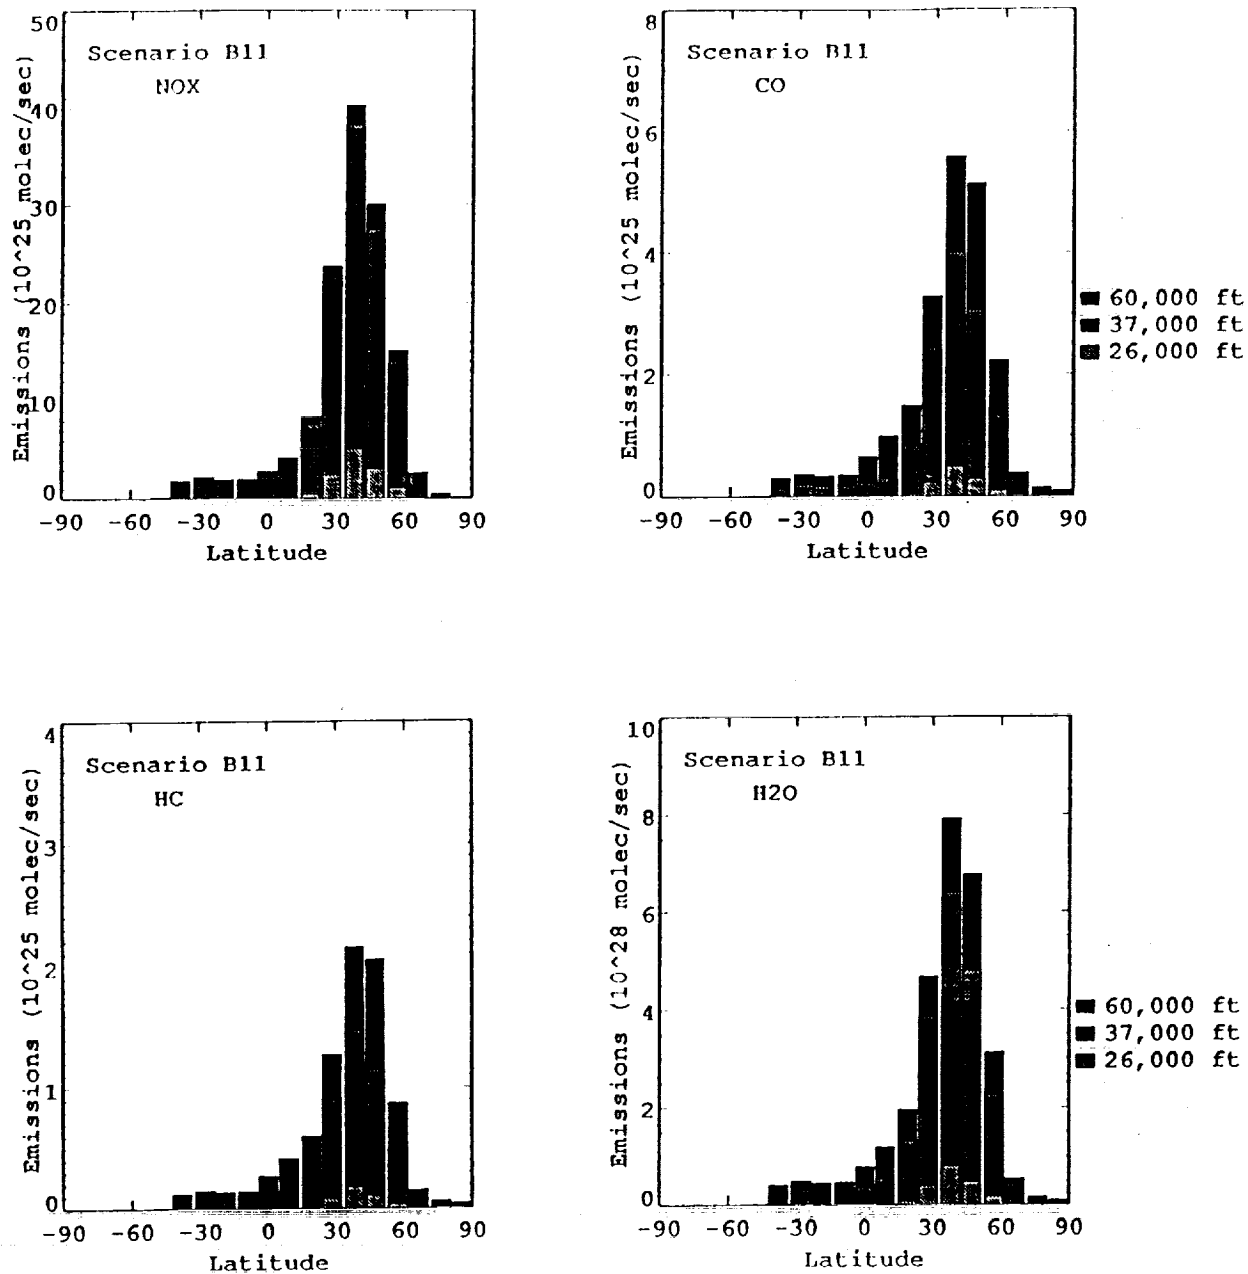 Scenario B11
NOX
Emissions (10^25 molec/sec)
50
40
30
20
10
0
-90 -60 -30 0 30 60 90
Latitude
Scenario B11
CO
Emissions (10^25 molec/sec)
8
6
4
2
0
-90 -60 -30 0 30 60 90
Latitude
60,000 ft
37,000 ft
26,000 ft
Scenario B11
HC
Emissions (10^25 molec/sec)
4
3
2
1
0
-90 -60 -30 0 30 60 90
Latitude
Scenario B11
H2O
Emissions (10^28 molec/sec)
10
8
6
4
2
0
-90 -60 -30 0 30 60 90
Latitude
60,000 ft
37,000 ft
26,000 ft